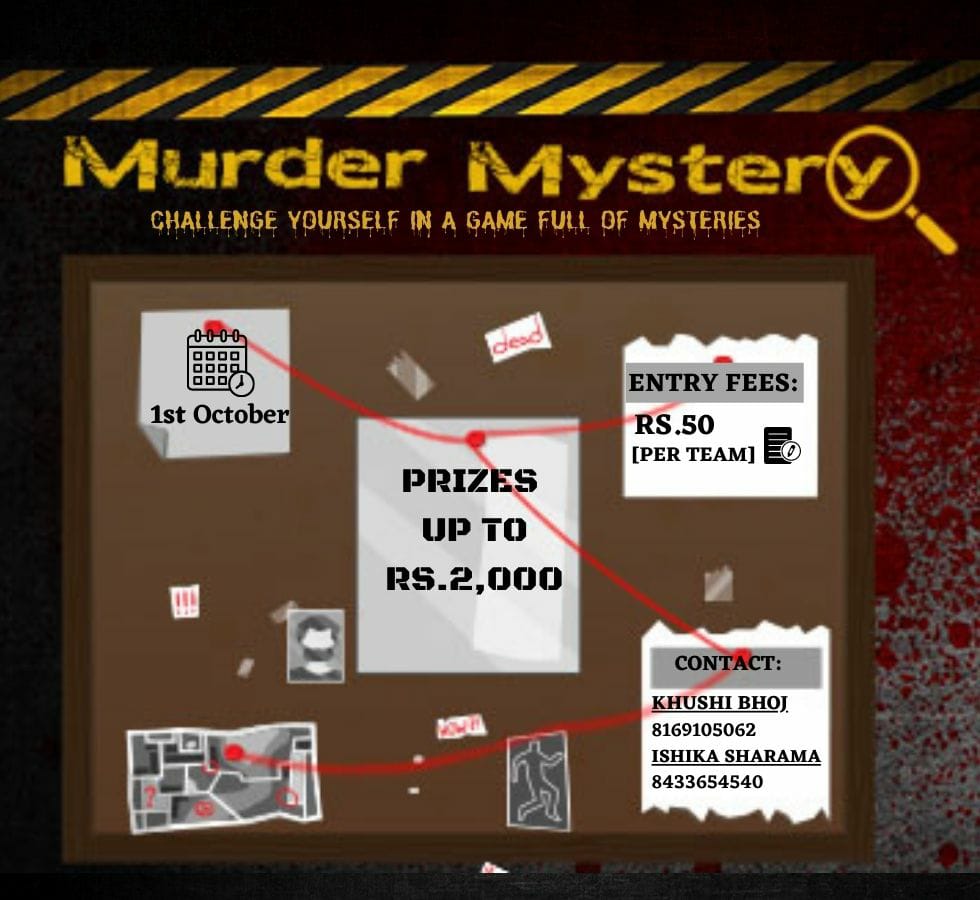 Murder Mystery
CHALLENGE YOURSELF IN A GAME FULL OF MYSTERIES
1st October
dead
ENTRY FEES:
RS.50
[PER TEAM]
PRIZES
UP TO
RS.2,000
!!!
CONTACT:
KHUSHI BHOJ
8169105062
ISHIKA SHARAMA
8433654540
?